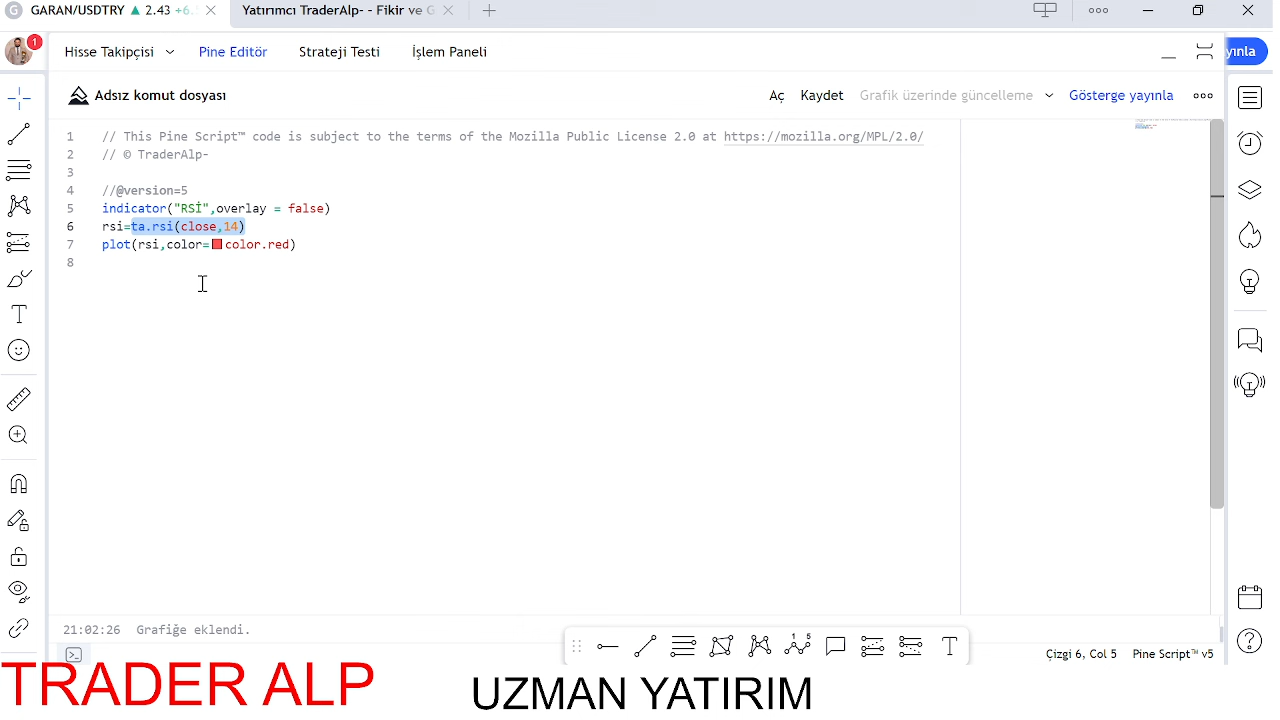 GARAN/USDTRY ▲ 2.43 +6.
Yatırımcı TraderAlp- - Fikir ve G
1
Hisse Takipçisi
Pine Editör
Strateji Testi
İşlem Paneli
yınla
Adsız komut dosyası
Aç
Kaydet
Grafik üzerinde güncelleme
Gösterge yayınla
1 // This Pine Script™ code is subject to the terms of the Mozilla Public License 2.0 at https://mozilla.org/MPL/2.0/
2 // © TraderAlp-
3
4 //@version=5
5 indicator("RSİ",overlay = false)
6 rsi=ta.rsi(close,14)
7 plot(rsi,color=color.red)
8
21:02:26 Grafiğe eklendi.
Çizgi 6, Col 5
Pine Script™ v5
TRADER ALP
UZMAN YATIRIM